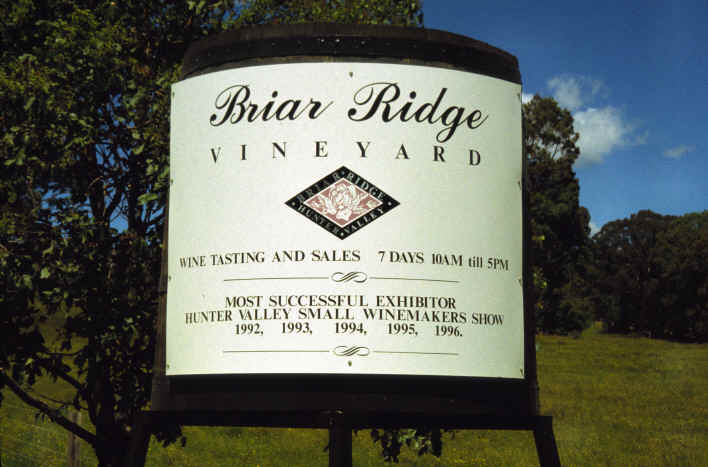 Briar Ridge
VINEYARD
BRIAR RIDGE
HUNTER VALLEY
WINE TASTING AND SALES 7 DAYS 10AM till 5PM
MOST SUCCESSFUL EXHIBITOR
HUNTER VALLEY SMALL WINEMAKERS SHOW
1992, 1993, 1994, 1995, 1996.